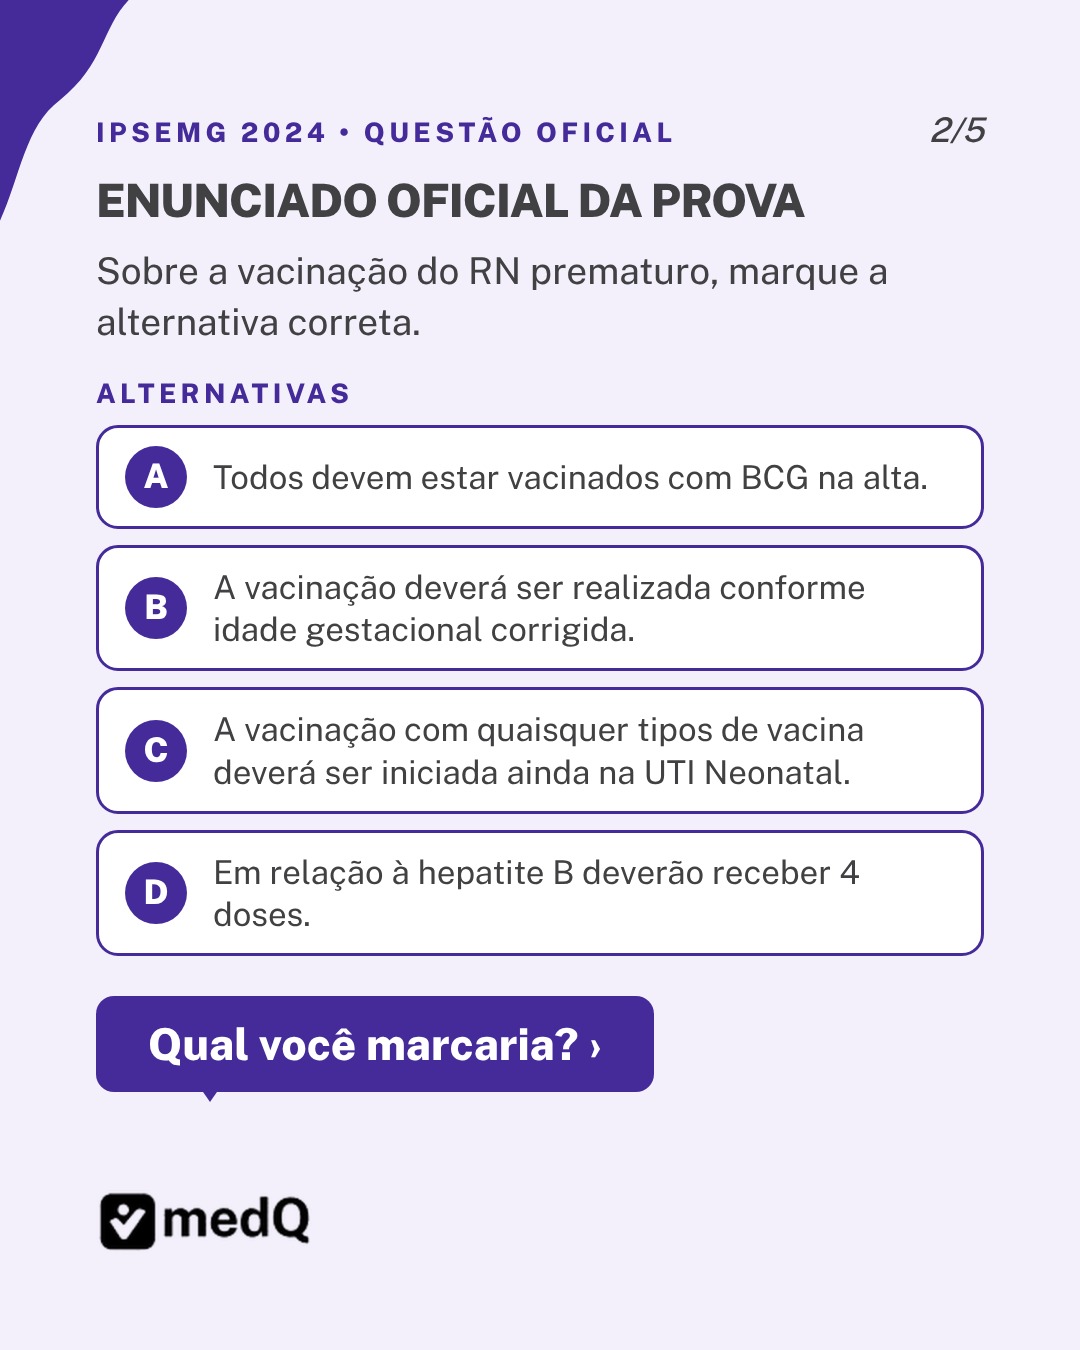 IPSEMG 2024 • QUESTÃO OFICIAL
2/5
ENUNCIADO OFICIAL DA PROVA
Sobre a vacinação do RN prematuro, marque a
alternativa correta.
ALTERNATIVAS
A Todos devem estar vacinados com BCG na alta.
B A vacinação deverá ser realizada conforme
idade gestacional corrigida.
C A vacinação com quaisquer tipos de vacina
deverá ser iniciada ainda na UTI Neonatal.
D Em relação à hepatite B deverão receber 4
doses.
Qual você marcaria? ›
medQ